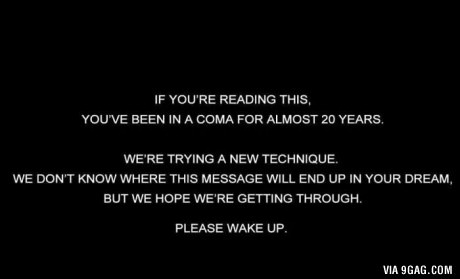 IF YOU'RE READING THIS,
YOU'VE BEEN IN A COMA FOR ALMOST 20 YEARS.
WE'RE TRYING A NEW TECHNIQUE.
WE DON'T KNOW WHERE THIS MESSAGE WILL END UP IN YOUR DREAM,
BUT WE HOPE WE'RE GETTING THROUGH.
PLEASE WAKE UP.
VIA 9GAG.COM